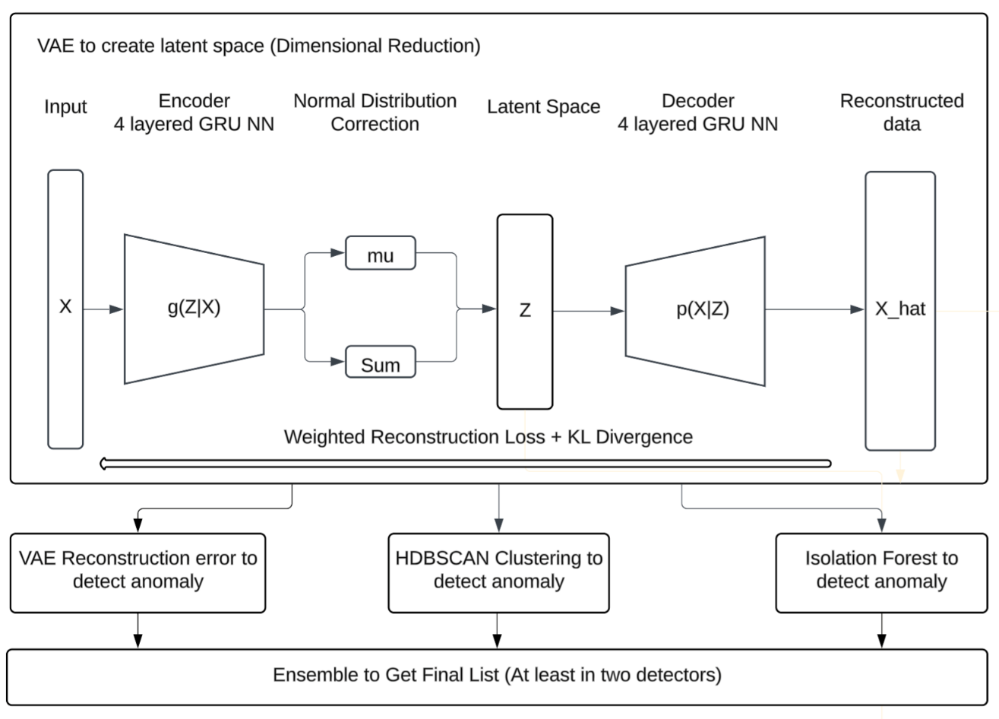 VAE to create latent space (Dimensional Reduction)
Input
Encoder
4 layered GRU NN
Normal Distribution
Correction
Latent Space
Decoder
4 layered GRU NN
Reconstructed
data
X
g(Z|X)
mu
Sum
Z
p(X|Z)
X_hat
Weighted Reconstruction Loss + KL Divergence
VAE Reconstruction error to
detect anomaly
HDBSCAN Clustering to
detect anomaly
Isolation Forest to
detect anomaly
Ensemble to Get Final List (At least in two detectors)